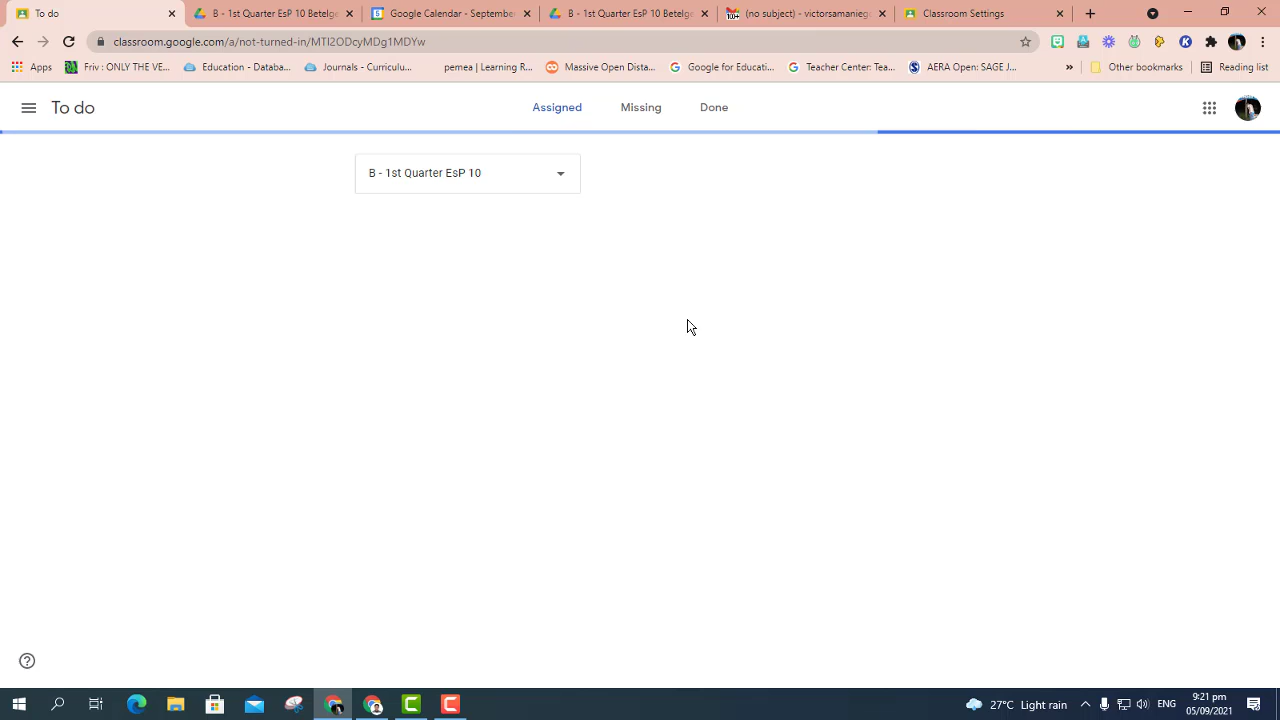 To do
B - 1st Quarter EsP 10 Betelge
Google Calendar - September
B - 1st Quarter EsP 10 Betelge
(no subject) - victorsamanieg
Classroom Settings
classroom.google.com/a/not-turned-in/MTI2ODcyMDg1MDYw
Apps
Friv : ONLY THE VE...
Education - Databa...
Journals - Curriculu...
pemea | Learning R...
Massive Open Dista...
Google for Educati...
Teacher Center: Tea...
AERA Open: SAGE J...
»
Other bookmarks
Reading list
To do
Assigned
Missing
Done
B - 1st Quarter EsP 10
27°C Light rain
ENG
9:21 pm
05/09/2021